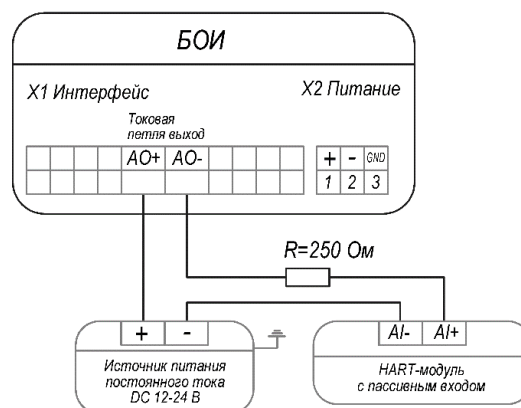 БОИ
X1 Интерфейс
X2 Питание
Токовая
петля выход
AO+ AO-
+ - GND
1 2 3
R=250 Ом
+ -
AI- AI+
Источник питания
постоянного тока
DC 12-24 В
HART-модуль
с пассивным входом